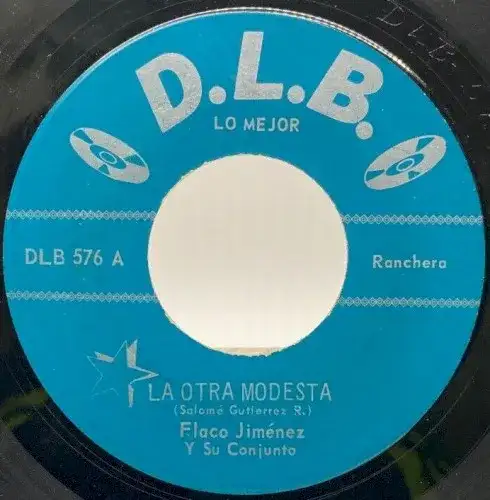 D.L.B.
LO MEJOR
DLB 576 A
Ranchera
LA OTRA MODESTA
(Salomé Gutierrez R.)
Flaco Jiménez
Y Su Conjunto